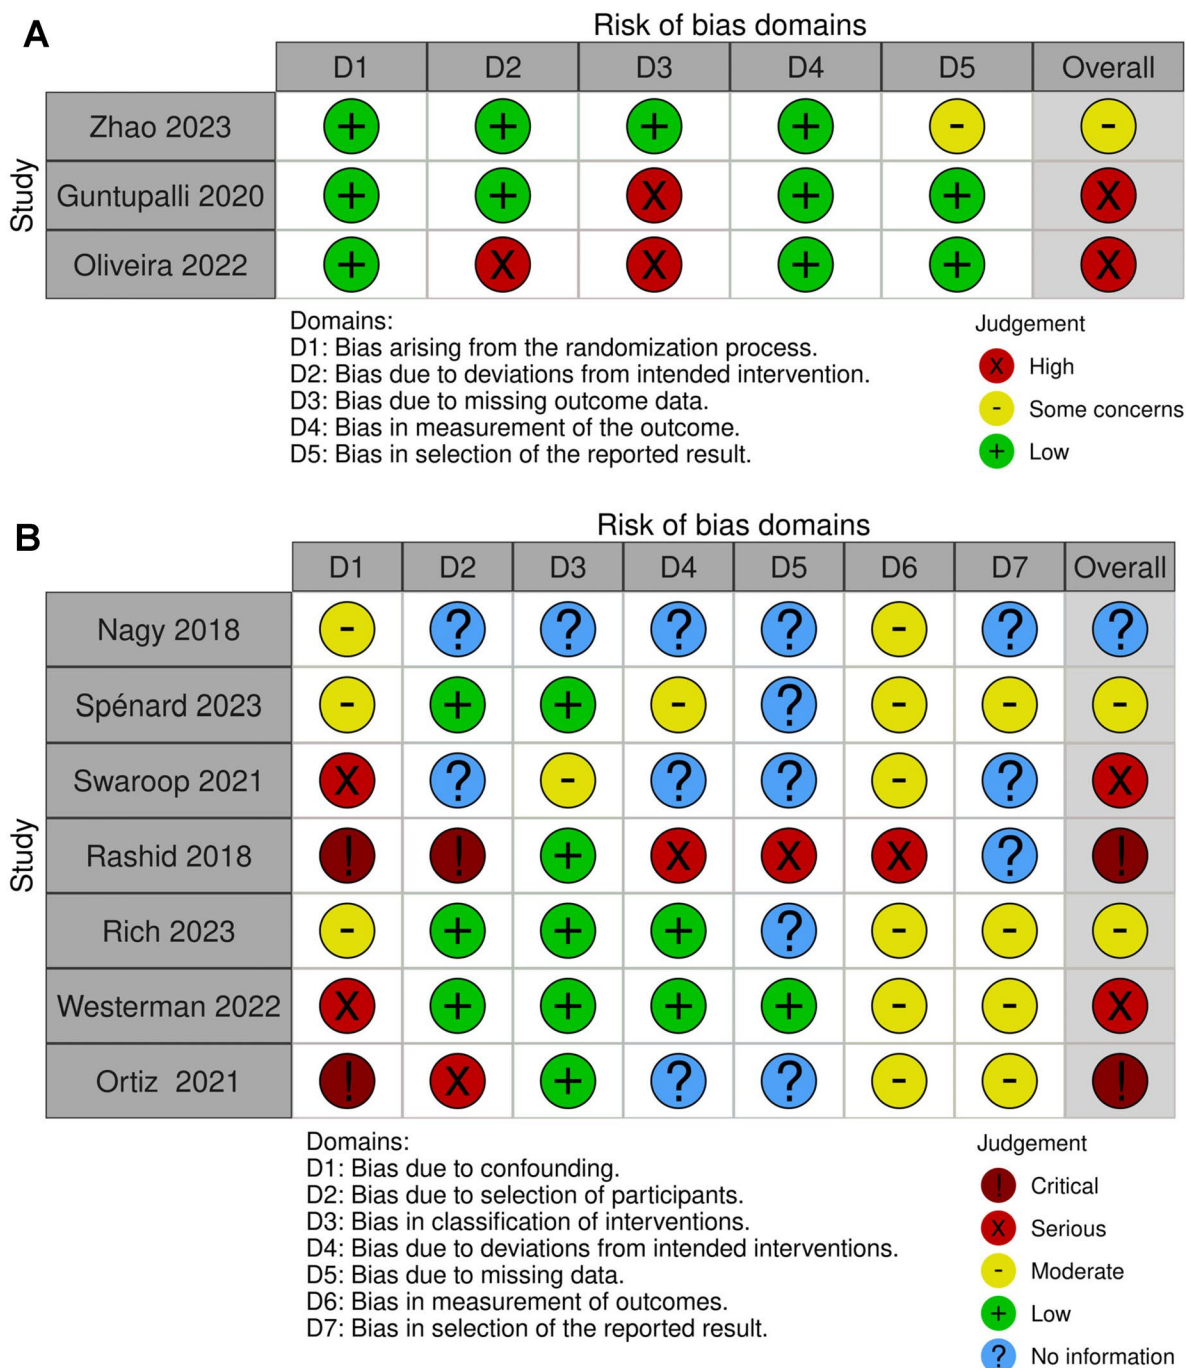 A
Risk of bias domains
D1 D2 D3 D4 D5 Overall
Study
Zhao 2023 + + + + - -
Guntupalli 2020 + + X + + X
Oliveira 2022 + X X + + X
Domains:
D1: Bias arising from the randomization process.
D2: Bias due to deviations from intended intervention.
D3: Bias due to missing outcome data.
D4: Bias in measurement of the outcome.
D5: Bias in selection of the reported result.
Judgement
X High
- Some concerns
+ Low
B
Risk of bias domains
D1 D2 D3 D4 D5 D6 D7 Overall
Study
Nagy 2018 - ? ? ? ? - ? ?
Spénard 2023 - + + - ? - - -
Swaroop 2021 X ? - ? ? - ? X
Rashid 2018 ! ! + X X X ? !
Rich 2023 - + + + ? - - -
Westerman 2022 X + + + + - - X
Ortiz 2021 ! X + ? ? - - !
Domains:
D1: Bias due to confounding.
D2: Bias due to selection of participants.
D3: Bias in classification of interventions.
D4: Bias due to deviations from intended interventions.
D5: Bias due to missing data.
D6: Bias in measurement of outcomes.
D7: Bias in selection of the reported result.
Judgement
! Critical
X Serious
- Moderate
+ Low
? No information